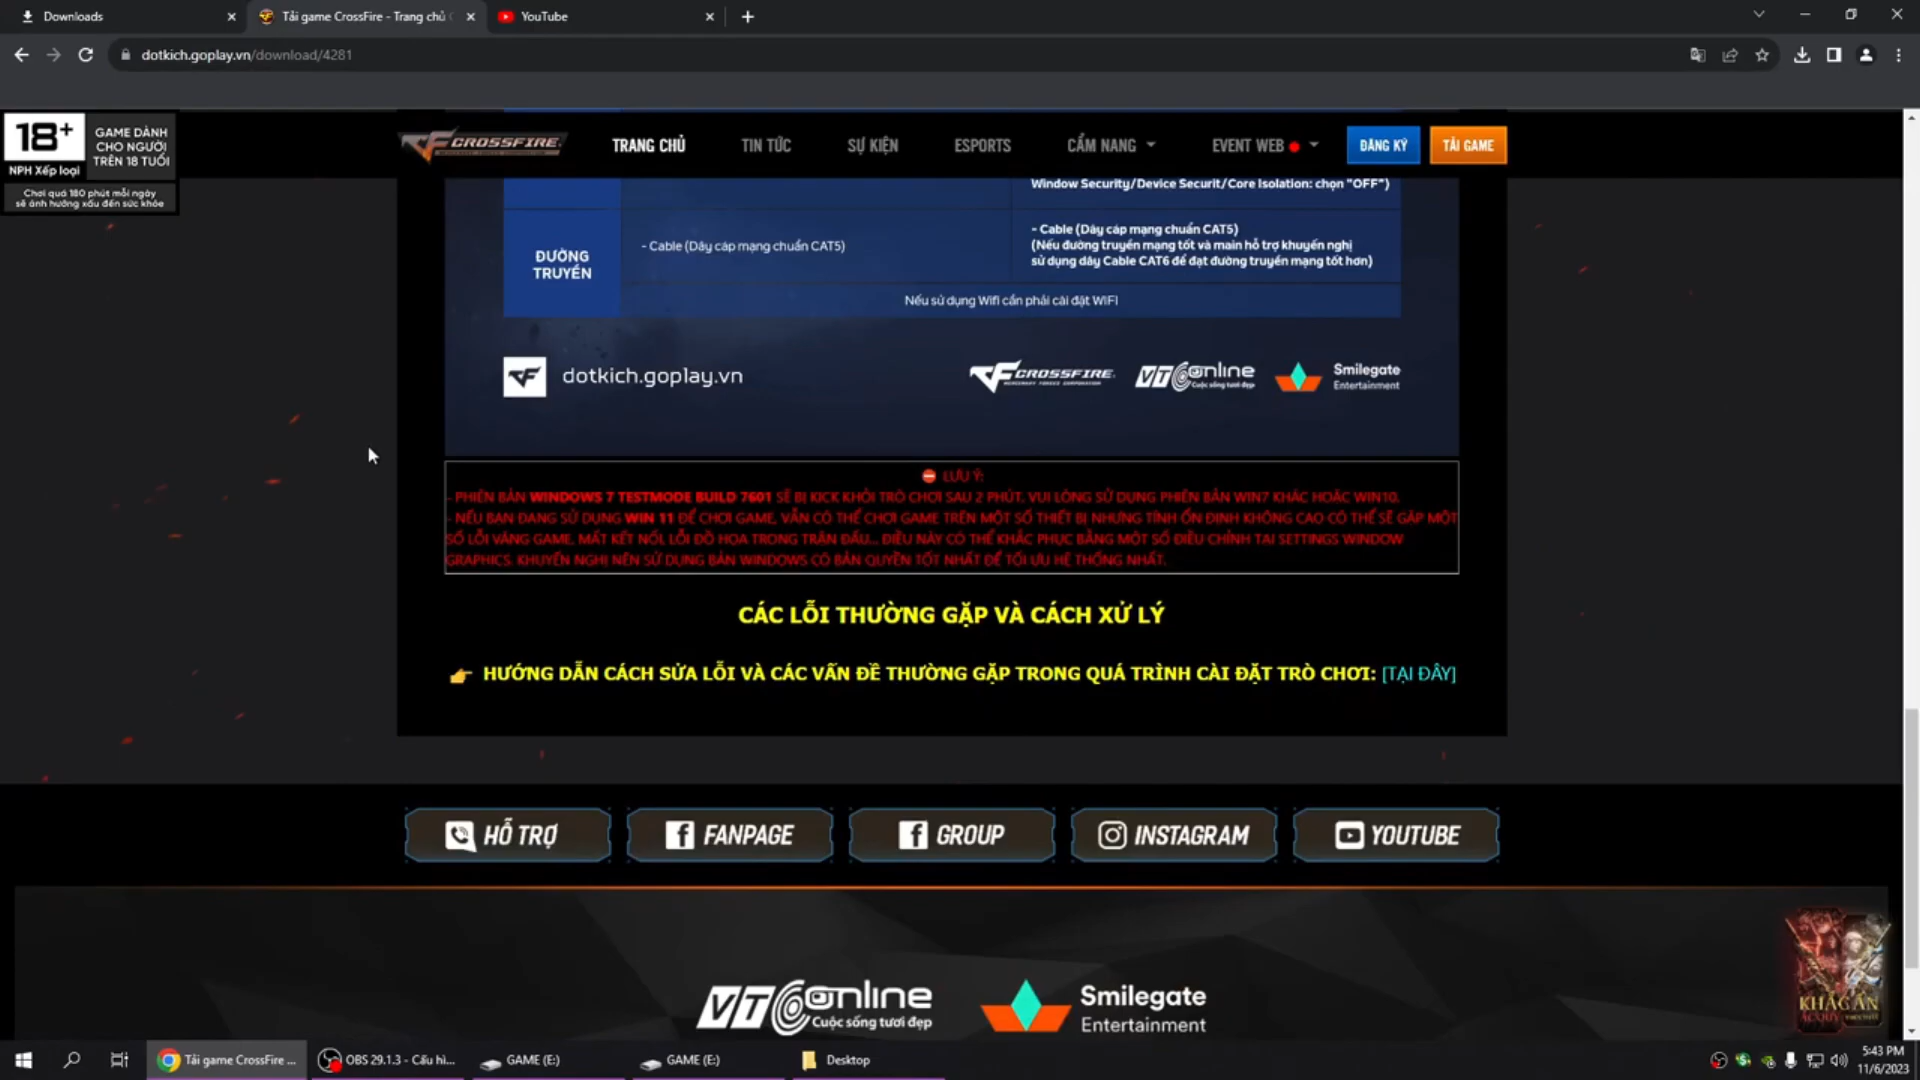 Downloads
Tải game CrossFire - Trang chủ
YouTube
dotkich.goplay.vn/download/4281
18+
GAME DÀNH
CHO NGƯỜI
TRÊN 18 TUỔI
NPH Xếp loại
Chơi quá 180 phút mỗi ngày
sẽ ảnh hưởng xấu đến sức khỏe
CROSSFIRE
TRANG CHỦ
TIN TỨC
SỰ KIỆN
ESPORTS
CẨM NANG
EVENT WEB
ĐĂNG KÝ
TẢI GAME
Window Security/Device Securit/Core Isolation: chọn "OFF")
ĐƯỜNG
TRUYỀN
- Cable (Dây cáp mạng chuẩn CAT5)
- Cable (Dây cáp mạng chuẩn CAT5)
(Nếu đường truyền mạng tốt và main hỗ trợ khuyến nghị
sử dụng dây Cable CAT6 để đạt đường truyền mạng tốt hơn)
Nếu sử dụng Wifi cần phải cài đặt WIFI
dotkich.goplay.vn
CROSSFIRE
VTC Online
Cuộc sống tươi đẹp
Smilegate
Entertainment
LƯU Ý:
- PHIÊN BẢN WINDOWS 7 TESTMODE BUILD 7601 SẼ BỊ KICK KHỎI TRÒ CHƠI SAU 2 PHÚT. VUI LÒNG SỬ DỤNG PHIÊN BẢN WIN7 KHÁC HOẶC WIN10.
- NẾU BẠN ĐANG SỬ DỤNG WIN 11 ĐỂ CHƠI GAME, VẪN CÓ THỂ CHƠI GAME TRÊN MỘT SỐ THIẾT BỊ NHƯNG TÍNH ỔN ĐỊNH KHÔNG CAO CÓ THỂ SẼ GẶP MỘT
SỐ LỖI VĂNG GAME, MẤT KẾT NỐI, LỖI ĐỒ HỌA TRONG TRẬN ĐẤU... ĐIỀU NÀY CÓ THỂ KHẮC PHỤC BẰNG MỘT SỐ ĐIỀU CHỈNH TẠI SETTINGS WINDOW
GRAPHICS. KHUYẾN NGHỊ NÊN SỬ DỤNG BẢN WINDOWS CÓ BẢN QUYỀN TỐT NHẤT ĐỂ TỐI ƯU HỆ THỐNG NHẤT.
CÁC LỖI THƯỜNG GẶP VÀ CÁCH XỬ LÝ
HƯỚNG DẪN CÁCH SỬA LỖI VÀ CÁC VẤN ĐỀ THƯỜNG GẶP TRONG QUÁ TRÌNH CÀI ĐẶT TRÒ CHƠI: [TẠI ĐÂY]
HỖ TRỢ
FANPAGE
GROUP
INSTAGRAM
YOUTUBE
VTC Online
Cuộc sống tươi đẹp
Smilegate
Entertainment
KHẮC ẤN
Tải game CrossFire ...
OBS 29.1.3 - Cấu hì...
GAME (E:)
GAME (E:)
Desktop
5:43 PM
11/6/2023